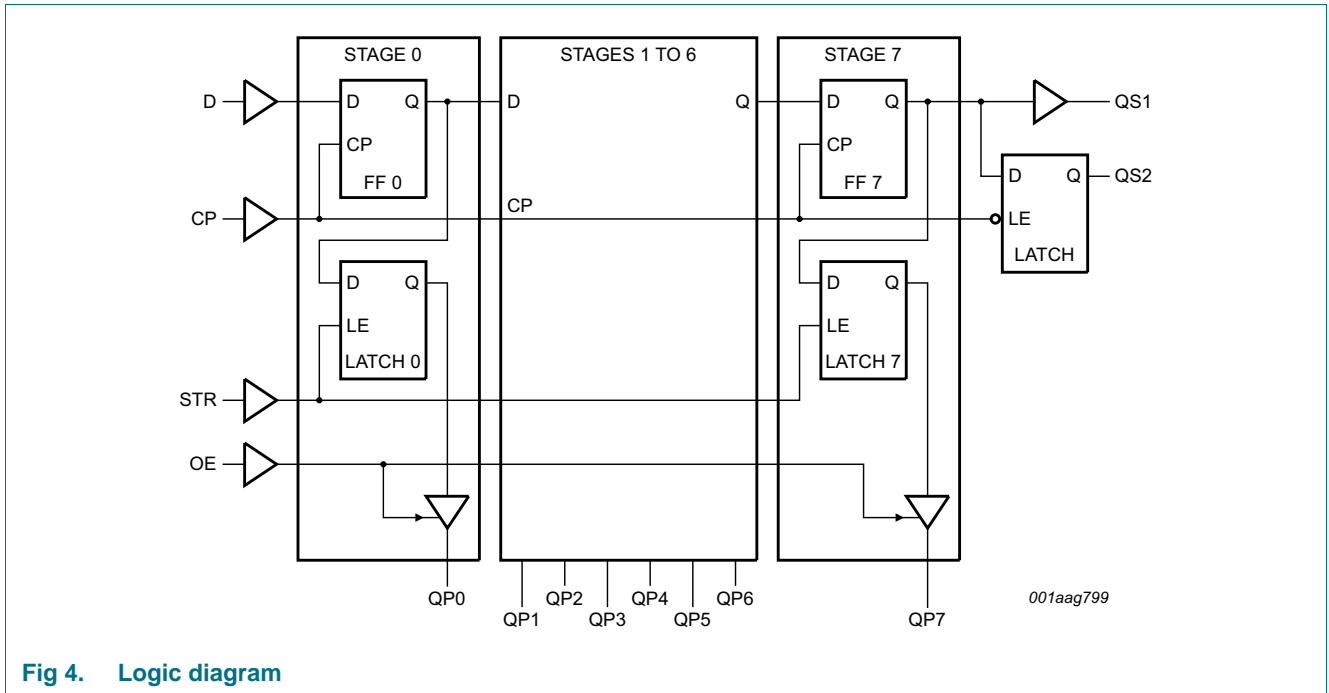 STAGE 0
STAGES 1 TO 6
STAGE 7
D
D Q
D
Q
D Q
QS1
CP
CP
FF 0
FF 7
D Q
QS2
CP
CP
LE
LATCH
D Q
D Q
LE
LE
LATCH 0
LATCH 7
STR
OE
QP0
QP1
QP2
QP3
QP4
QP5
QP6
QP7
001aag799
Fig 4. Logic diagram